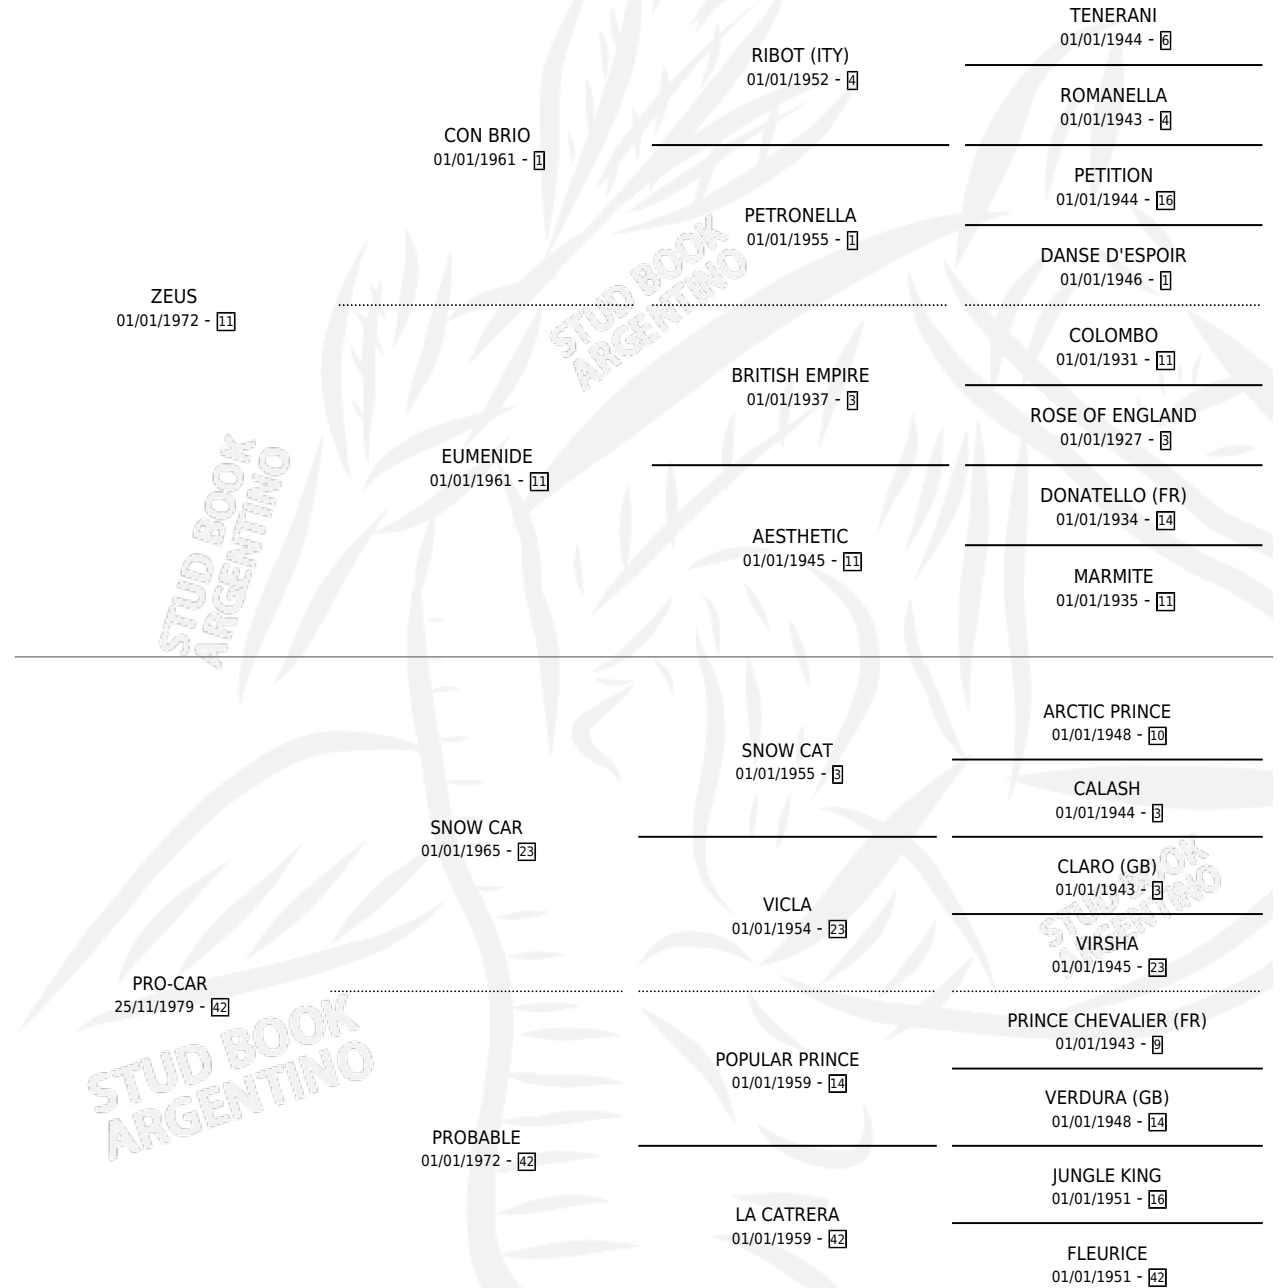 TENERANI
01/01/1944 - 6
RIBOT (ITY)
01/01/1952 - 4
ROMANELLA
01/01/1943 - 4
CON BRIO
01/01/1961 - 1
PETITION
01/01/1944 - 16
PETRONELLA
01/01/1955 - 1
DANSE D'ESPOIR
01/01/1946 - 1
ZEUS
01/01/1972 - 11
COLOMBO
01/01/1931 - 11
BRITISH EMPIRE
01/01/1937 - 3
ROSE OF ENGLAND
01/01/1927 - 3
EUMENIDE
01/01/1961 - 11
DONATELLO (FR)
01/01/1934 - 14
AESTHETIC
01/01/1945 - 11
MARMITE
01/01/1935 - 11
STUD BOOK
ARGENTINO
STUD BOOK
ARGENTINO
ARCTIC PRINCE
01/01/1948 - 10
SNOW CAT
01/01/1955 - 3
CALASH
01/01/1944 - 3
SNOW CAR
01/01/1965 - 23
CLARO (GB)
01/01/1943 - 3
VICLA
01/01/1954 - 23
VIRSHA
01/01/1945 - 23
STUD BOOK
ARGENTINO
PRO-CAR
25/11/1979 - 42
PRINCE CHEVALIER (FR)
01/01/1943 - 9
POPULAR PRINCE
01/01/1959 - 14
VERDURA (GB)
01/01/1948 - 14
STUD BOOK
ARGENTINO
PROBABLE
01/01/1972 - 42
JUNGLE KING
01/01/1951 - 16
LA CATRERA
01/01/1959 - 42
FLEURICE
01/01/1951 - 42